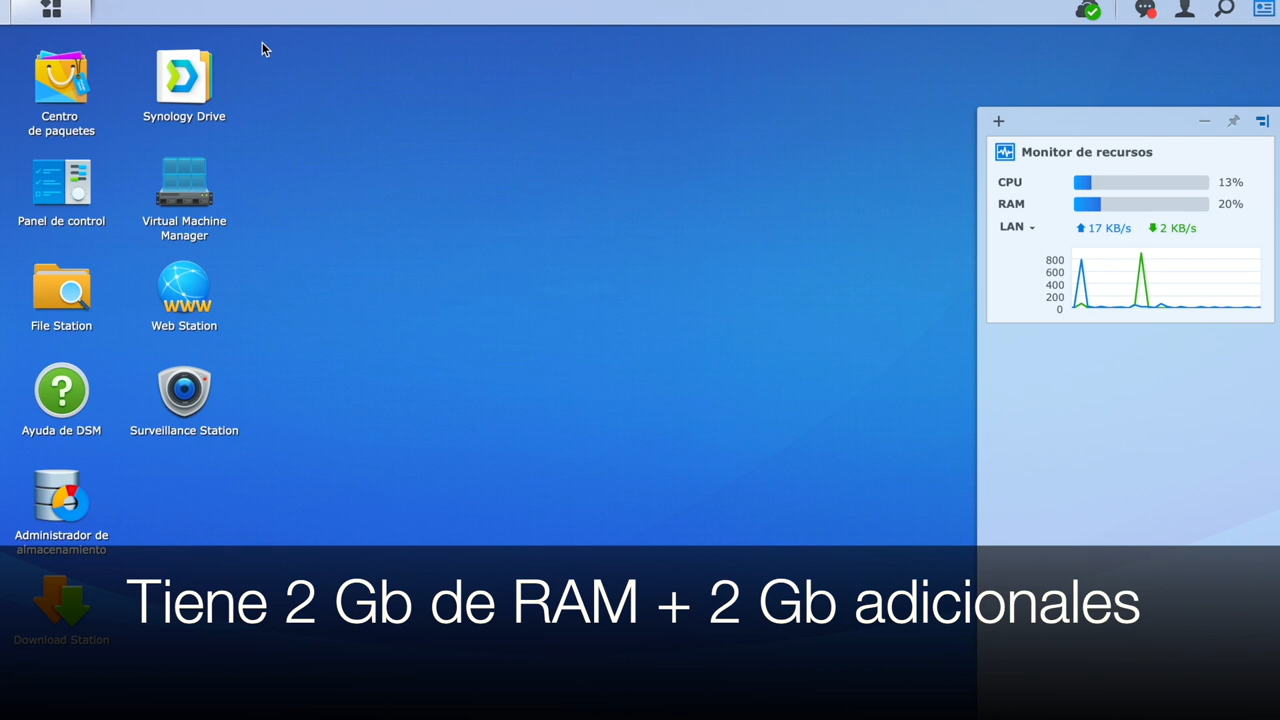 Centro
de paquetes
Synology Drive
Panel de control
Virtual Machine
Manager
File Station
WWW
Web Station
?
Ayuda de DSM
Surveillance Station
Administrador de
almacenamiento
Download Station
Monitor de recursos
CPU 13%
RAM 20%
LAN 17 KB/s 2 KB/s
800
600
400
200
0
Tiene 2 Gb de RAM + 2 Gb adicionales